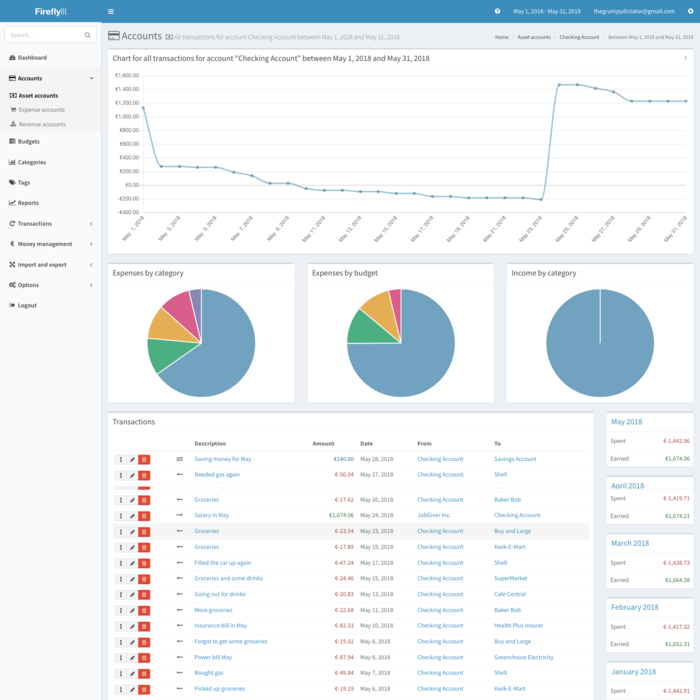 FireflyIII
May 1, 2018 - May 31, 2018 thegrumpydictator@gmail.com
Search...
Dashboard
Accounts
Asset accounts
Expense accounts
Revenue accounts
Budgets
Categories
Tags
Reports
Transactions
Money management
Import and export
Options
Logout
Accounts All transactions for account Checking Account between May 1, 2018 and May 31, 2018
Home Asset accounts Checking Account Between May 1, 2018 and May 31, 2018
Chart for all transactions for account "Checking Account" between May 1, 2018 and May 31, 2018
€1,600.00
€1,400.00
€1,200.00
€1,000.00
€800.00
€600.00
€400.00
€200.00
€0.00
€-200.00
€-400.00
May 1, 2018
May 3, 2018
May 5, 2018
May 7, 2018
May 9, 2018
May 11, 2018
May 13, 2018
May 15, 2018
May 17, 2018
May 19, 2018
May 21, 2018
May 23, 2018
May 25, 2018
May 27, 2018
May 29, 2018
May 31, 2018
Expenses by category
Expenses by budget
Income by category
Transactions
Description Amount Date From To
Saving money for May €140.00 May 28, 2018 Checking Account Savings Account
Needed gas again €-50.04 May 27, 2018 Checking Account Shell
Groceries €-17.62 May 26, 2018 Checking Account Baker Bob
Salary in May €1,674.06 May 24, 2018 JobGiver Inc. Checking Account
Groceries €-23.54 May 23, 2018 Checking Account Buy and Large
Groceries €-17.89 May 19, 2018 Checking Account Kwik-E-Mart
Filled the car up again €-47.24 May 17, 2018 Checking Account Shell
Groceries and some drinks €-24.46 May 15, 2018 Checking Account SuperMarket
Going out for drinks €-20.83 May 13, 2018 Checking Account Cafe Central
More groceries €-22.68 May 11, 2018 Checking Account Baker Bob
Insurance bill in May €-82.33 May 10, 2018 Checking Account Health Plus Insurer
Forgot to get some groceries €-19.02 May 8, 2018 Checking Account Buy and Large
Power bill May €-87.94 May 8, 2018 Checking Account Greenchoice Electricity
Bought gas €-49.84 May 7, 2018 Checking Account Shell
Picked up groceries €-19.19 May 6, 2018 Checking Account Kwik-E-Mart
May 2018
Spent €-1,442.96
Earned €1,674.06
April 2018
Spent €-1,419.71
Earned €1,674.21
March 2018
Spent €-1,438.73
Earned €1,664.38
February 2018
Spent €-1,417.32
Earned €1,652.31
January 2018
Spent €-1,442.91